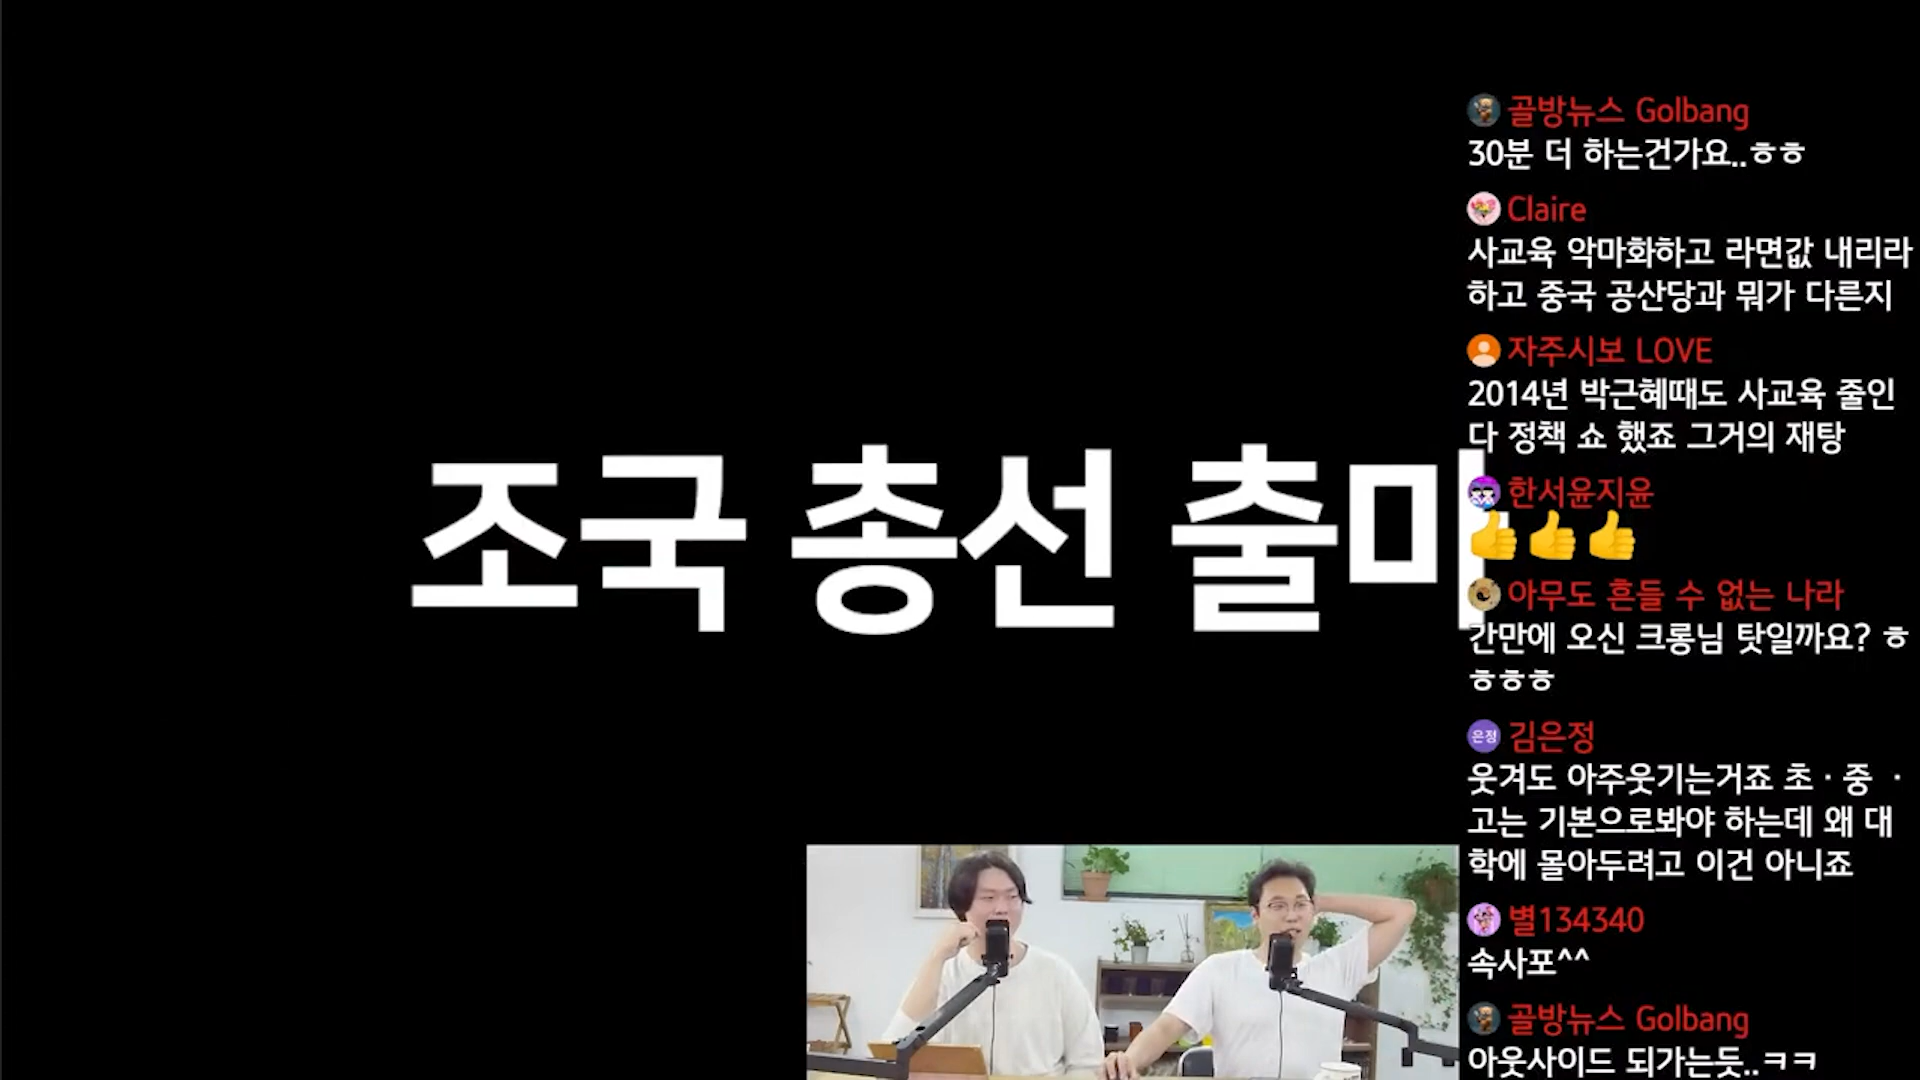 조국 총선 출마
골방뉴스 Golbang
30분 더 하는건가요..ㅎㅎ
Claire
사교육 악마화하고 라면값 내리라
하고 중국 공산당과 뭐가 다른지
자주시보 LOVE
2014년 박근혜때도 사교육 줄인
다 정책 쇼 했죠 그거의 재탕
한서윤지윤
👍👍👍
아무도 흔들 수 없는 나라
간만에 오신 크롱님 탓일까요? ㅎ
ㅎㅎㅎ
은정 김은정
웃겨도 아주웃기는거죠 초·중 ·
고는 기본으로봐야 하는데 왜 대
학에 몰아두려고 이건 아니죠
별134340
속사포^^
골방뉴스 Golbang
아웃사이드 되가는듯..ㅋㅋ